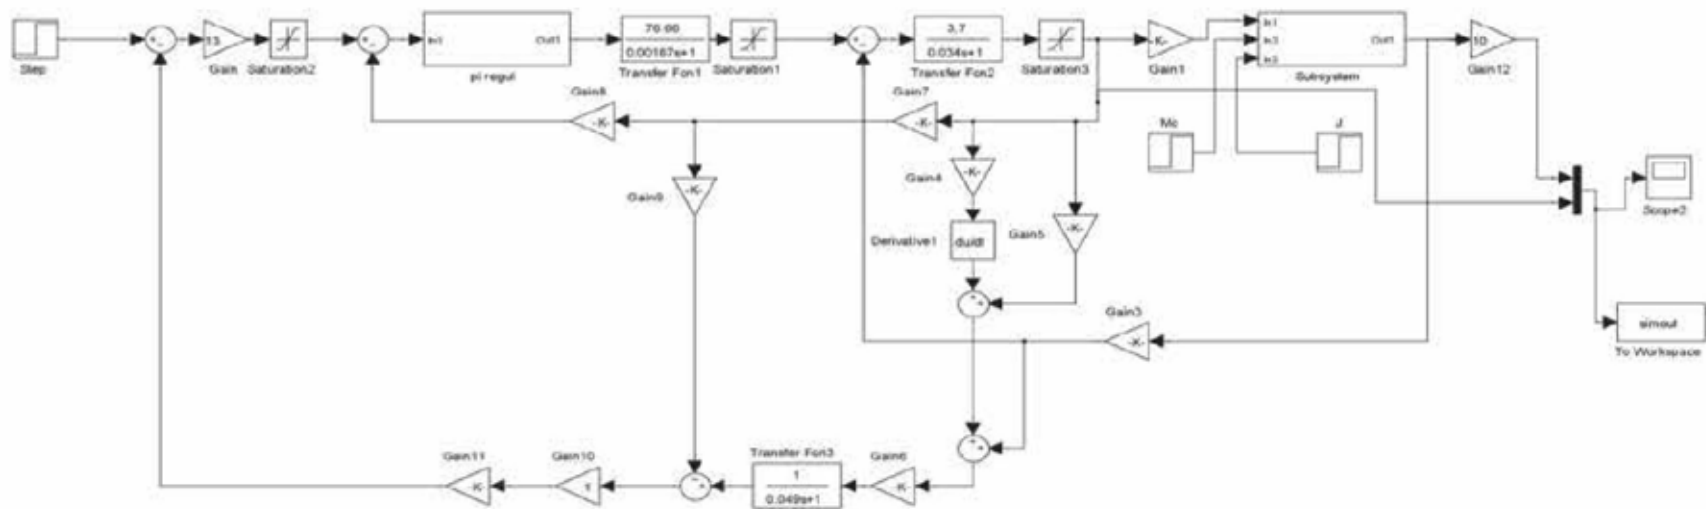 Step
13
Gain
Saturation2
In1
Out1
pi regul
76.66
0.00167s+1
Transfer Fcn1
Saturation1
3,7
0.034s+1
Transfer Fcn2
Saturation3
-K-
Gain1
In1
In2
In3
Out1
Subsystem
10
Gain12
Gain8
-K-
Gain7
-K-
Mc
J
Gain4
-K-
Gain9
-K-
Derivative1
du/dt
Gain5
-K-
Scope2
Gain3
-K-
simout
To Workspace
Gain11
-K-
Gain10
Transfer Fcn3
1
0.049s+1
Gain6
-K-